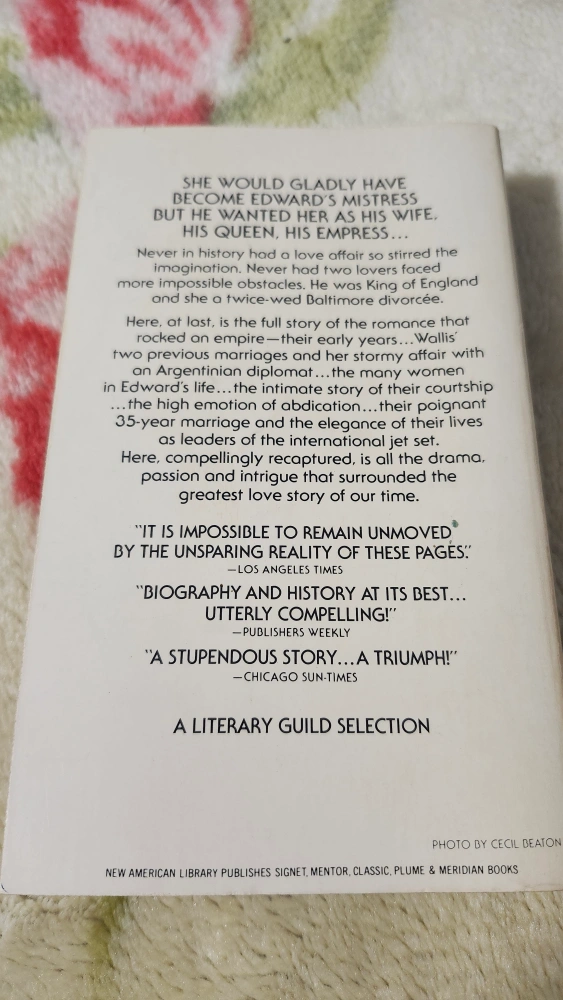 SHE WOULD GLADLY HAVE
BECOME EDWARD'S MISTRESS
BUT HE WANTED HER AS HIS WIFE,
HIS QUEEN, HIS EMPRESS...
Never in history had a love affair so stirred the
imagination. Never had two lovers faced
more impossible obstacles. He was King of England
and she a twice-wed Baltimore divorcée.
Here, at last, is the full story of the romance that
rocked an empire—their early years...Wallis'
two previous marriages and her stormy affair with
an Argentinian diplomat...the many women
in Edward's life...the intimate story of their courtship
...the high emotion of abdication...their poignant
35-year marriage and the elegance of their lives
as leaders of the international jet set.
Here, compellingly recaptured, is all the drama,
passion and intrigue that surrounded the
greatest love story of our time.
"IT IS IMPOSSIBLE TO REMAIN UNMOVED
BY THE UNSPARING REALITY OF THESE PAGES."
—LOS ANGELES TIMES
"BIOGRAPHY AND HISTORY AT ITS BEST...
UTTERLY COMPELLING!"
—PUBLISHERS WEEKLY
"A STUPENDOUS STORY...A TRIUMPH!"
—CHICAGO SUN-TIMES
A LITERARY GUILD SELECTION
PHOTO BY CECIL BEATON
NEW AMERICAN LIBRARY PUBLISHES SIGNET, MENTOR, CLASSIC, PLUME & MERIDIAN BOOKS